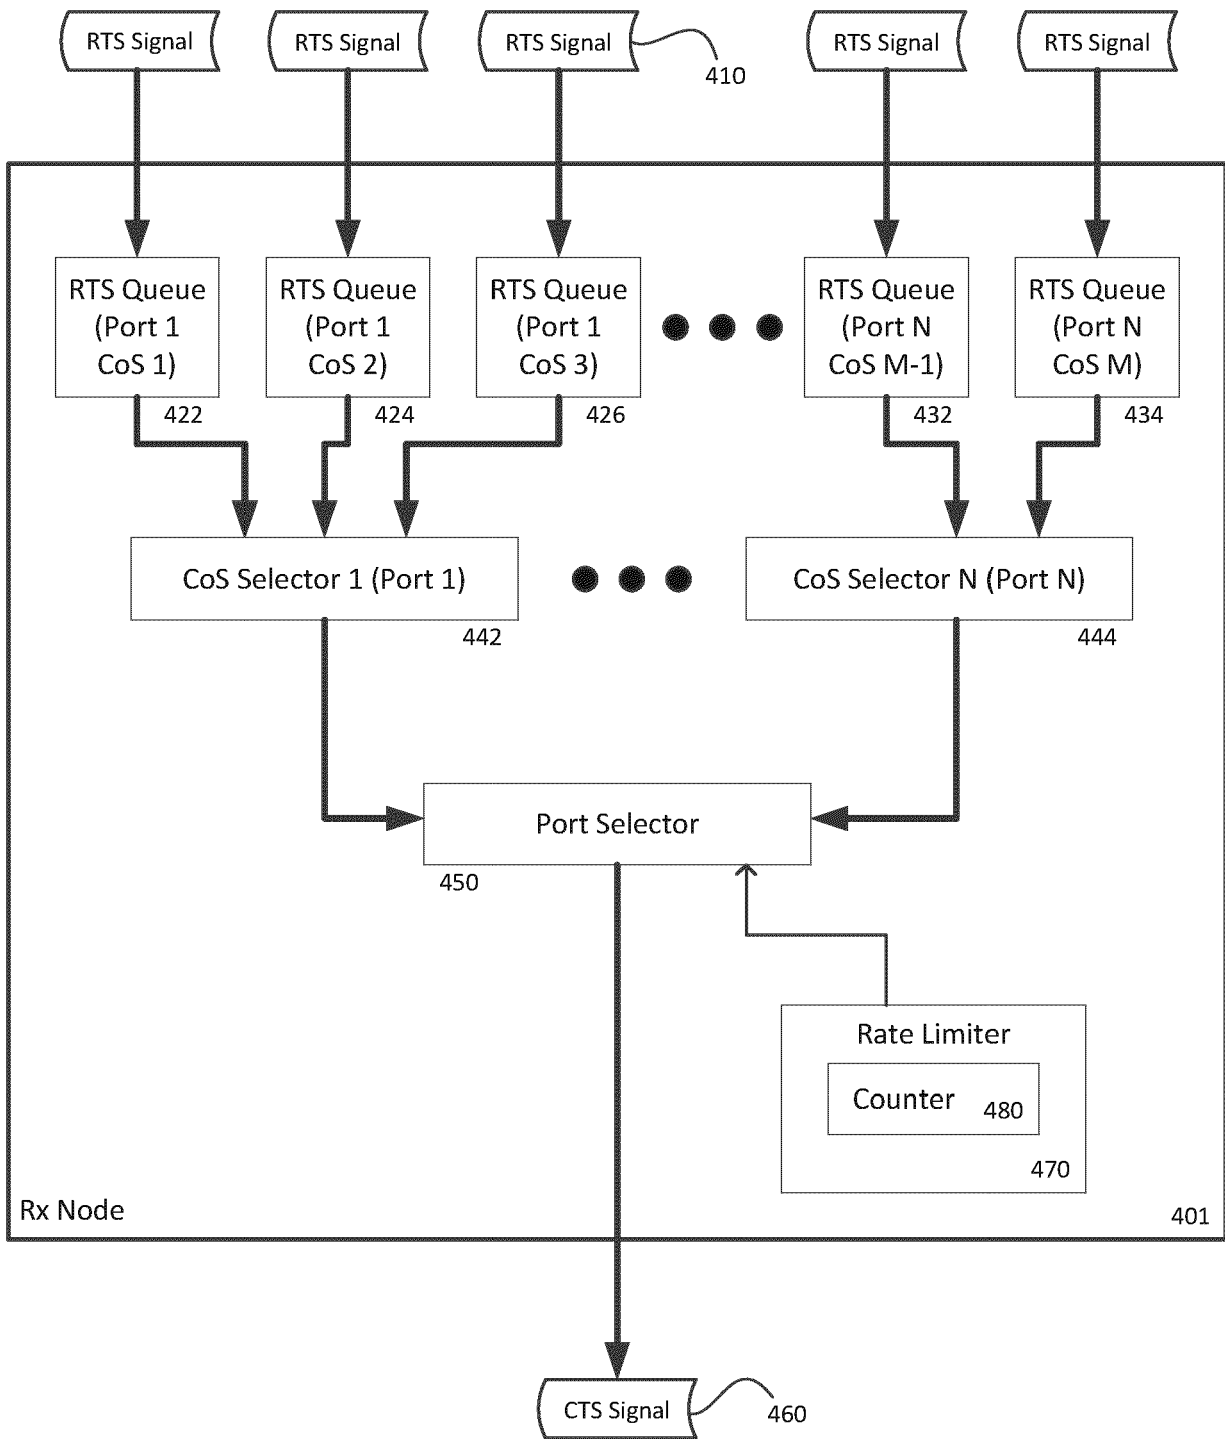 RTS Signal
RTS Signal
RTS Signal
RTS Signal
RTS Signal
410
RTS Queue
(Port 1
CoS 1)
RTS Queue
(Port 1
CoS 2)
RTS Queue
(Port 1
CoS 3)
RTS Queue
(Port N
CoS M-1)
RTS Queue
(Port N
CoS M)
422
424
426
432
434
CoS Selector 1 (Port 1)
CoS Selector N (Port N)
442
444
Port Selector
450
Rate Limiter
Counter
480
470
Rx Node
401
CTS Signal
460